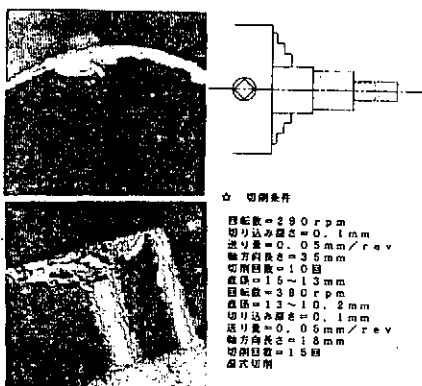 ☆ 切削条件
回転数=290rpm
切り込み深さ=0.1mm
送り量=0.05mm/rev
軸方向長さ=35mm
切削回数=10回
直径=15~13mm
回転数=380rpm
直径=13~10.2mm
切り込み深さ=0.1mm
送り量=0.05mm/rev
軸方向長さ=18mm
切削回数=15回
湿式切削